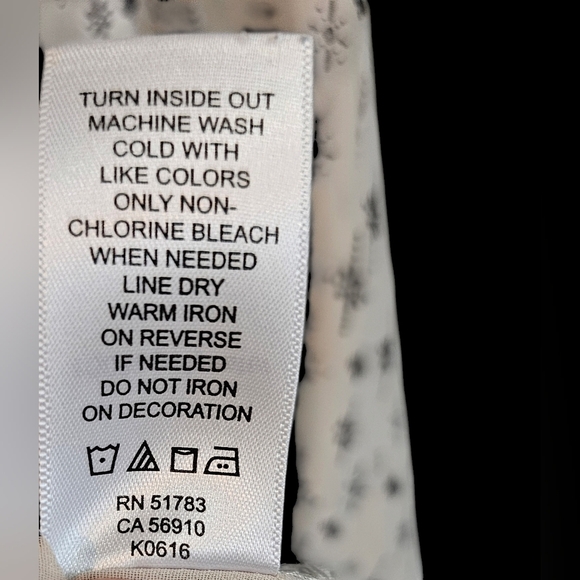 TURN INSIDE OUT
MACHINE WASH
COLD WITH
LIKE COLORS
ONLY NON-
CHLORINE BLEACH
WHEN NEEDED
LINE DRY
WARM IRON
ON REVERSE
IF NEEDED
DO NOT IRON
ON DECORATION
RN 51783
CA 56910
K0616